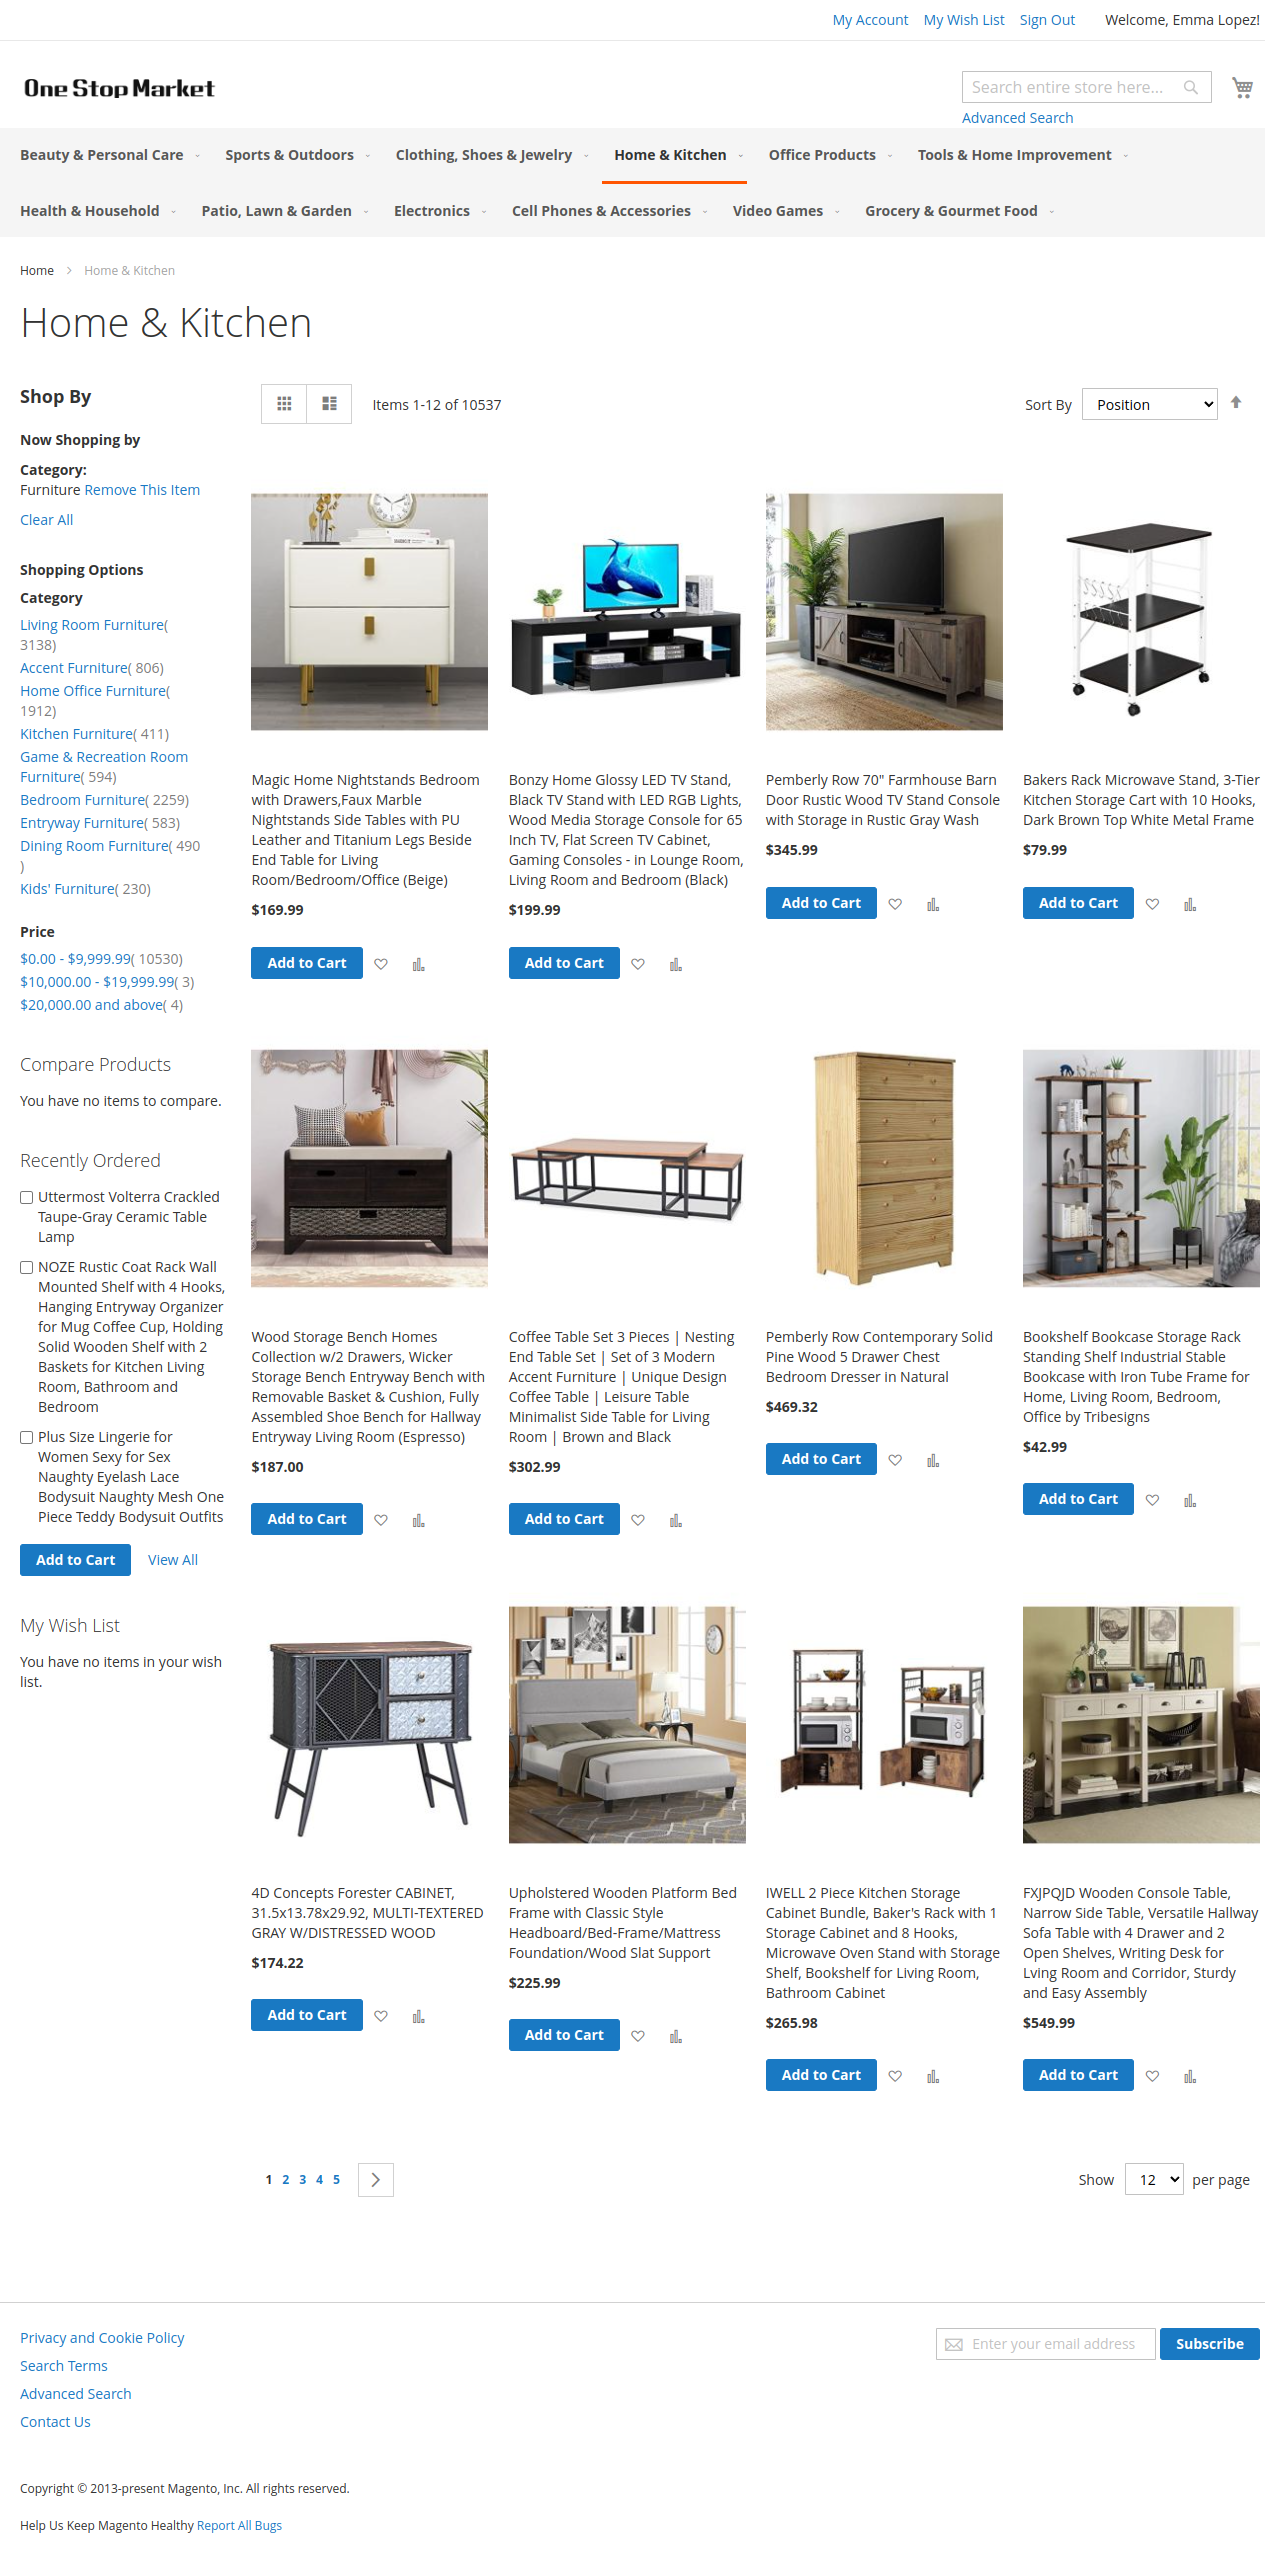 My Account My Wish List Sign Out Welcome, Emma Lopez!
One Stop Market
Search entire store here...
Advanced Search
Beauty & Personal Care Sports & Outdoors Clothing, Shoes & Jewelry Home & Kitchen Office Products Tools & Home Improvement
Health & Household Patio, Lawn & Garden Electronics Cell Phones & Accessories Video Games Grocery & Gourmet Food
Home Home & Kitchen
Home & Kitchen
Shop By
Now Shopping by
Category:
Furniture Remove This Item
Clear All
Shopping Options
Category
Living Room Furniture(
3138)
Accent Furniture( 806)
Home Office Furniture(
1912)
Kitchen Furniture( 411)
Game & Recreation Room
Furniture( 594)
Bedroom Furniture( 2259)
Entryway Furniture( 583)
Dining Room Furniture( 490
)
Kids' Furniture( 230)
Price
$0.00 - $9,999.99( 10530)
$10,000.00 - $19,999.99( 3)
$20,000.00 and above( 4)
Compare Products
You have no items to compare.
Recently Ordered
Uttermost Volterra Crackled
Taupe-Gray Ceramic Table
Lamp
NOZE Rustic Coat Rack Wall
Mounted Shelf with 4 Hooks,
Hanging Entryway Organizer
for Mug Coffee Cup, Holding
Solid Wooden Shelf with 2
Baskets for Kitchen Living
Room, Bathroom and
Bedroom
Plus Size Lingerie for
Women Sexy for Sex
Naughty Eyelash Lace
Bodysuit Naughty Mesh One
Piece Teddy Bodysuit Outfits
Add to Cart View All
My Wish List
You have no items in your wish
list.
Items 1-12 of 10537
Sort By Position
Magic Home Nightstands Bedroom
with Drawers,Faux Marble
Nightstands Side Tables with PU
Leather and Titanium Legs Beside
End Table for Living
Room/Bedroom/Office (Beige)
$169.99
Add to Cart
Bonzy Home Glossy LED TV Stand,
Black TV Stand with LED RGB Lights,
Wood Media Storage Console for 65
Inch TV, Flat Screen TV Cabinet,
Gaming Consoles - in Lounge Room,
Living Room and Bedroom (Black)
$199.99
Add to Cart
Pemberly Row 70" Farmhouse Barn
Door Rustic Wood TV Stand Console
with Storage in Rustic Gray Wash
$345.99
Add to Cart
Bakers Rack Microwave Stand, 3-Tier
Kitchen Storage Cart with 10 Hooks,
Dark Brown Top White Metal Frame
$79.99
Add to Cart
Wood Storage Bench Homes
Collection w/2 Drawers, Wicker
Storage Bench Entryway Bench with
Removable Basket & Cushion, Fully
Assembled Shoe Bench for Hallway
Entryway Living Room (Espresso)
$187.00
Add to Cart
Coffee Table Set 3 Pieces | Nesting
End Table Set | Set of 3 Modern
Accent Furniture | Unique Design
Coffee Table | Leisure Table
Minimalist Side Table for Living
Room | Brown and Black
$302.99
Add to Cart
Pemberly Row Contemporary Solid
Pine Wood 5 Drawer Chest
Bedroom Dresser in Natural
$469.32
Add to Cart
Bookshelf Bookcase Storage Rack
Standing Shelf Industrial Stable
Bookcase with Iron Tube Frame for
Home, Living Room, Bedroom,
Office by TribesIgns
$42.99
Add to Cart
4D Concepts Forester CABINET,
31.5x13.78x29.92, MULTI-TEXTERED
GRAY W/DISTRESSED WOOD
$174.22
Add to Cart
Upholstered Wooden Platform Bed
Frame with Classic Style
Headboard/Bed-Frame/Mattress
Foundation/Wood Slat Support
$225.99
Add to Cart
IWELL 2 Piece Kitchen Storage
Cabinet Bundle, Baker's Rack with 1
Storage Cabinet and 8 Hooks,
Microwave Oven Stand with Storage
Shelf, Bookshelf for Living Room,
Bathroom Cabinet
$265.98
Add to Cart
FXJPQJD Wooden Console Table,
Narrow Side Table, Versatile Hallway
Sofa Table with 4 Drawer and 2
Open Shelves, Writing Desk for
Lving Room and Corridor, Sturdy
and Easy Assembly
$549.99
Add to Cart
1 2 3 4 5
Show 12 per page
Privacy and Cookie Policy
Search Terms
Advanced Search
Contact Us
Enter your email address Subscribe
Copyright © 2013-present Magento, Inc. All rights reserved.
Help Us Keep Magento Healthy Report All Bugs